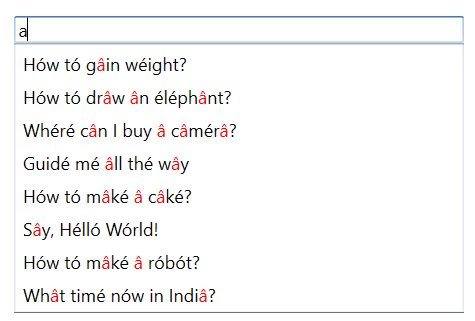 a
Hów tó gâin wéight?
Hów tó drâw ân éléphânt?
Whéré cân I buy â câmérâ?
Guidé mé âll thé wây
Hów tó mâké â câké?
Sây, Hélló Wórld!
Hów tó mâké â róbót?
Whât timé nów in Indiâ?